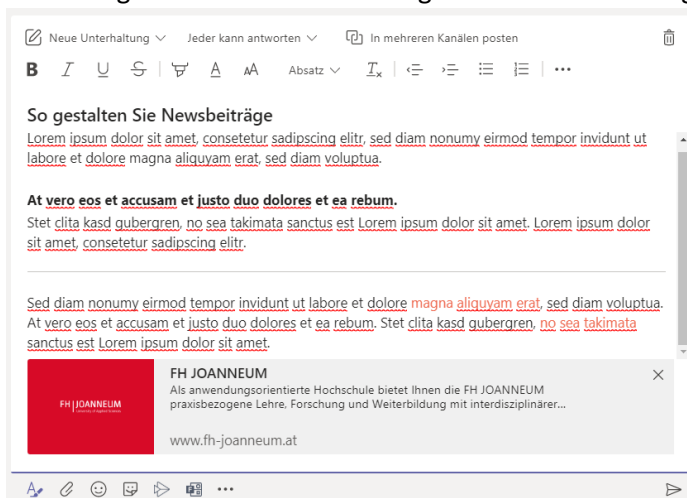 Neue Unterhaltung Jeder kann antworten In mehreren Kanälen posten
B I U S A AA Absatz Tx
So gestalten Sie Newsbeiträge
Lorem ipsum dolor sit amet, consetetur sadipscing elitr, sed diam nonumy eirmod tempor invidunt ut
labore et dolore magna aliquyam erat, sed diam voluptua.
At vero eos et accusam et justo duo dolores et ea rebum.
Stet clita kasd gubergren, no sea takimata sanctus est Lorem ipsum dolor sit amet. Lorem ipsum dolor
sit amet, consetetur sadipscing elitr.
Sed diam nonumy eirmod tempor invidunt ut labore et dolore magna aliquyam erat, sed diam voluptua.
At vero eos et accusam et justo duo dolores et ea rebum. Stet clita kasd gubergren, no sea takimata
sanctus est Lorem ipsum dolor sit amet.
FH JOANNEUM
Als anwendungsorientierte Hochschule bietet Ihnen die FH JOANNEUM
praxisbezogene Lehre, Forschung und Weiterbildung mit interdisziplinärer...
www.fh-joanneum.at
FH | JOANNEUM
University of Applied Sciences